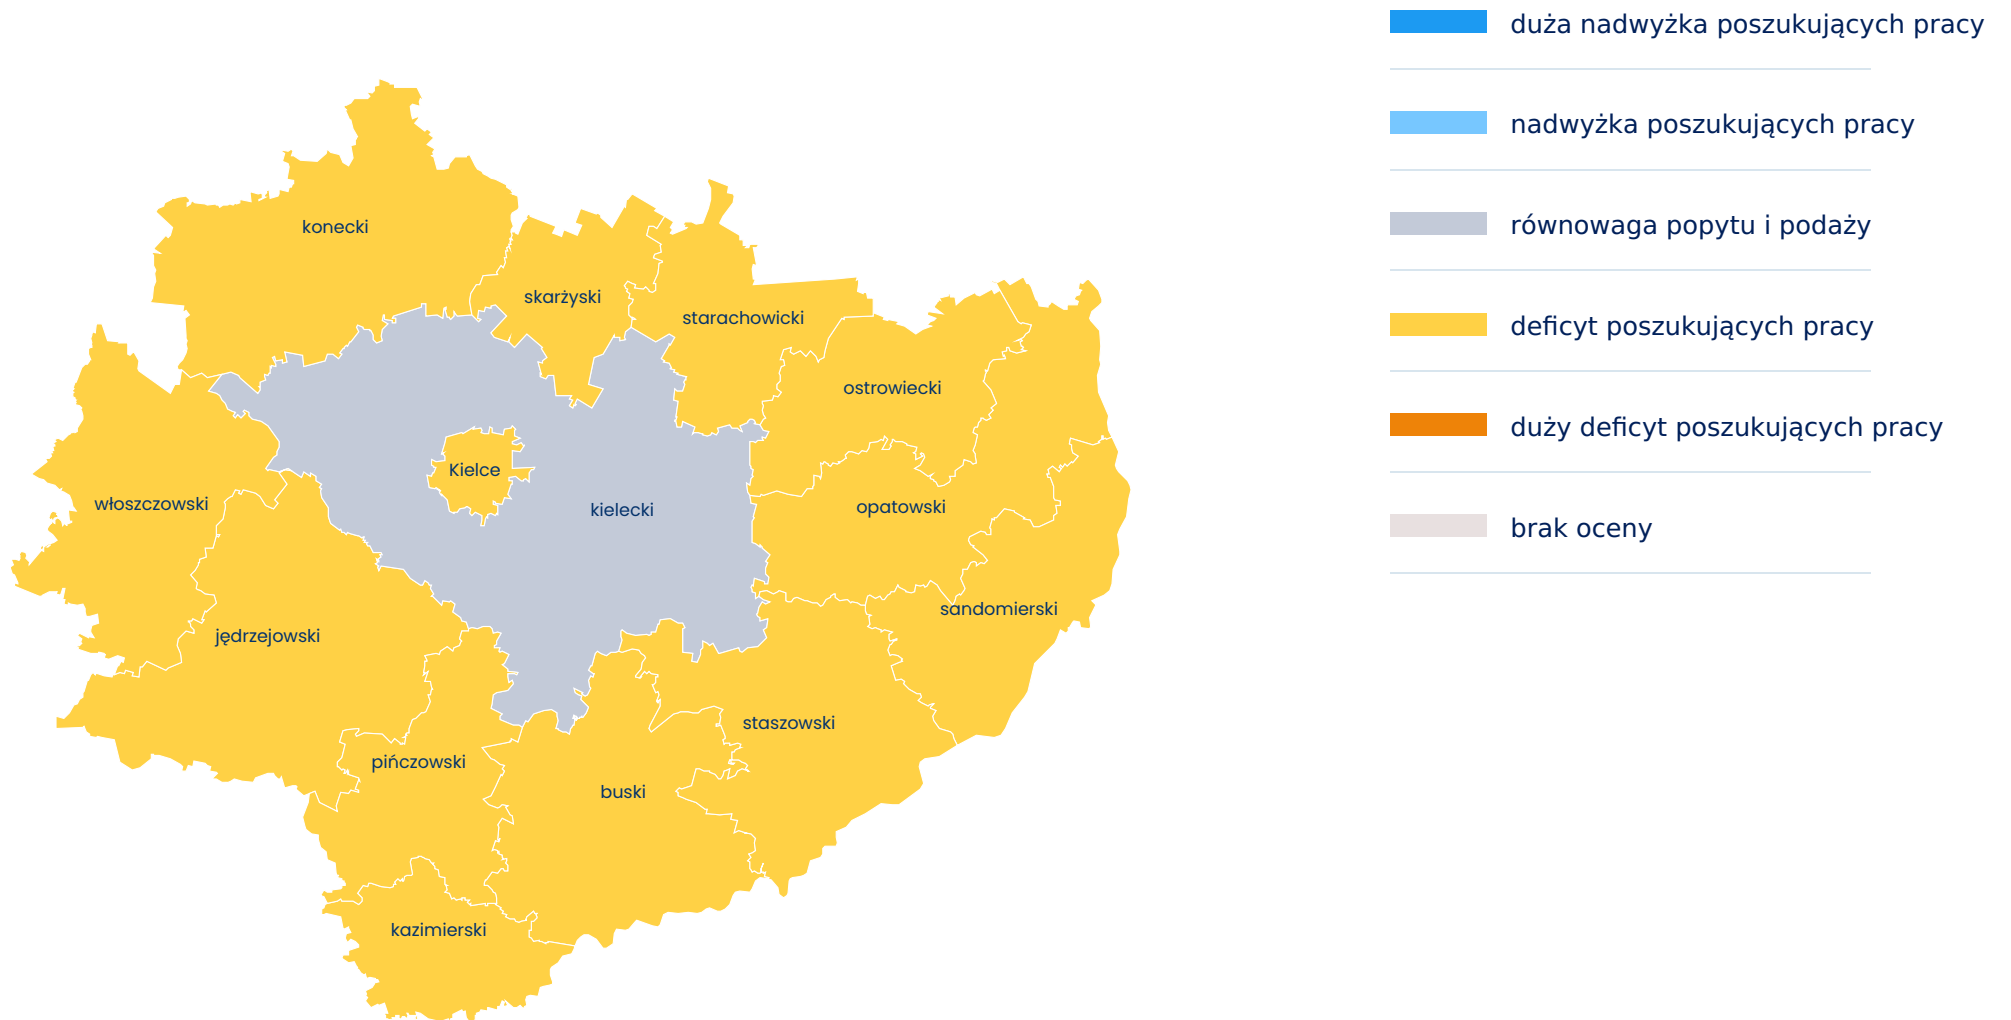 duża nadwyżka poszukujących pracy
nadwyżka poszukujących pracy
równowaga popytu i podaży
deficyt poszukujących pracy
duży deficyt poszukujących pracy
brak oceny
konecki
skarżyski
starachowicki
ostrowiecki
Kielce
włoszczowski
kielecki
opatowski
sandomierski
jędrzejowski
staszowski
pińczowski
buski
kazimierski